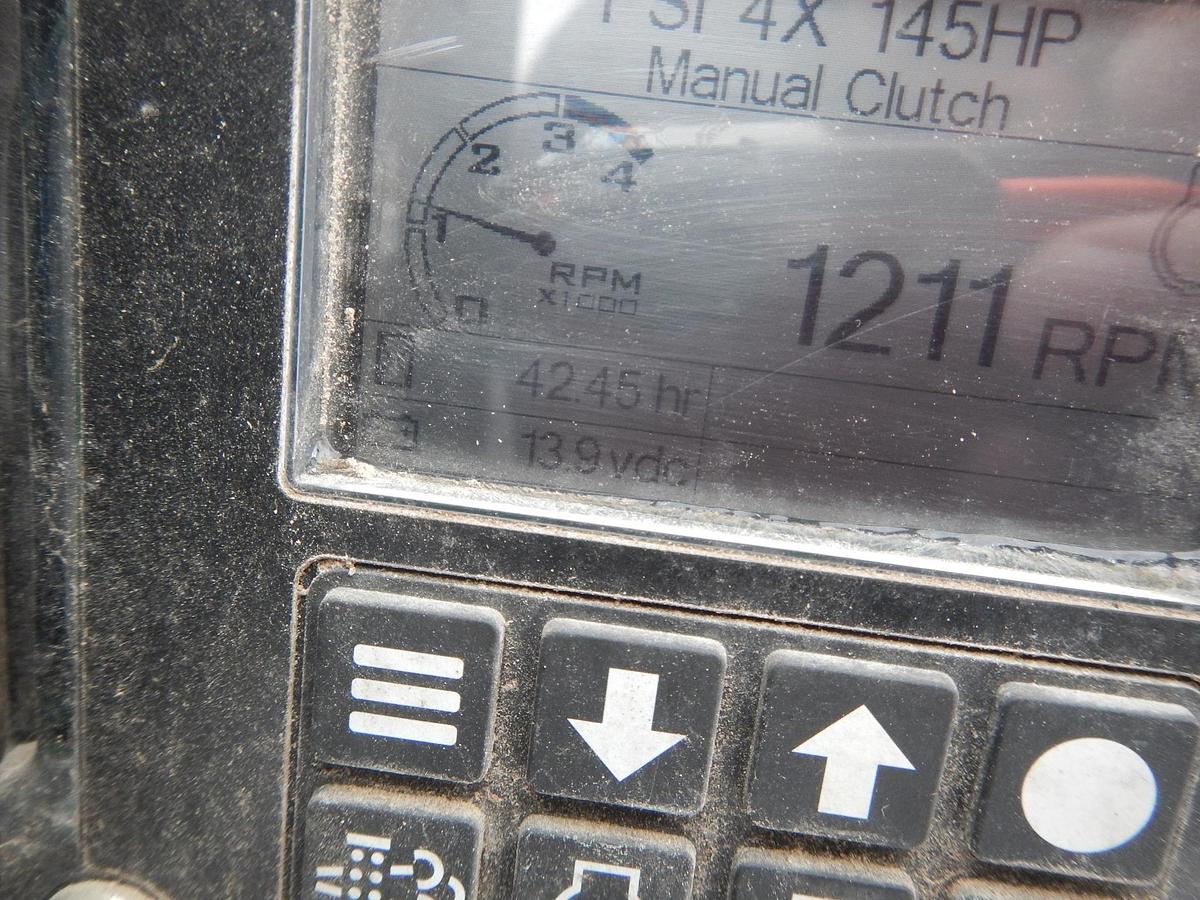 PSI 4X 145HP
Manual Clutch
3
2
4
1
RPM
x1000
0
1211 RPM
42.45 hr
13.9 vdc